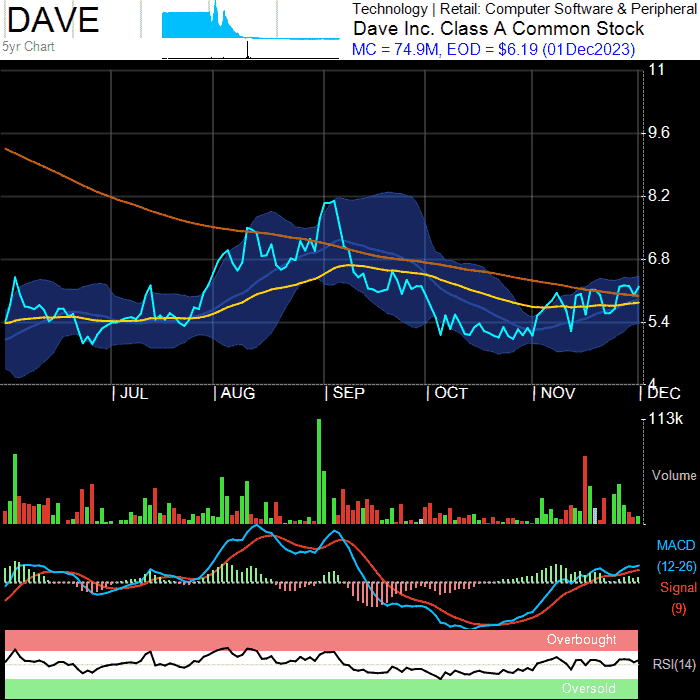 DAVE
5yr Chart
Technology | Retail: Computer Software & Peripheral
Dave Inc. Class A Common Stock
MC = 74.9M, EOD = $6.19 (01Dec2023)
11
9.6
8.2
6.8
5.4
4
| JUL
| AUG
| SEP
| OCT
| NOV
| DEC
113k
Volume
MACD
(12-26)
Signal
(9)
Overbought
RSI(14)
Oversold